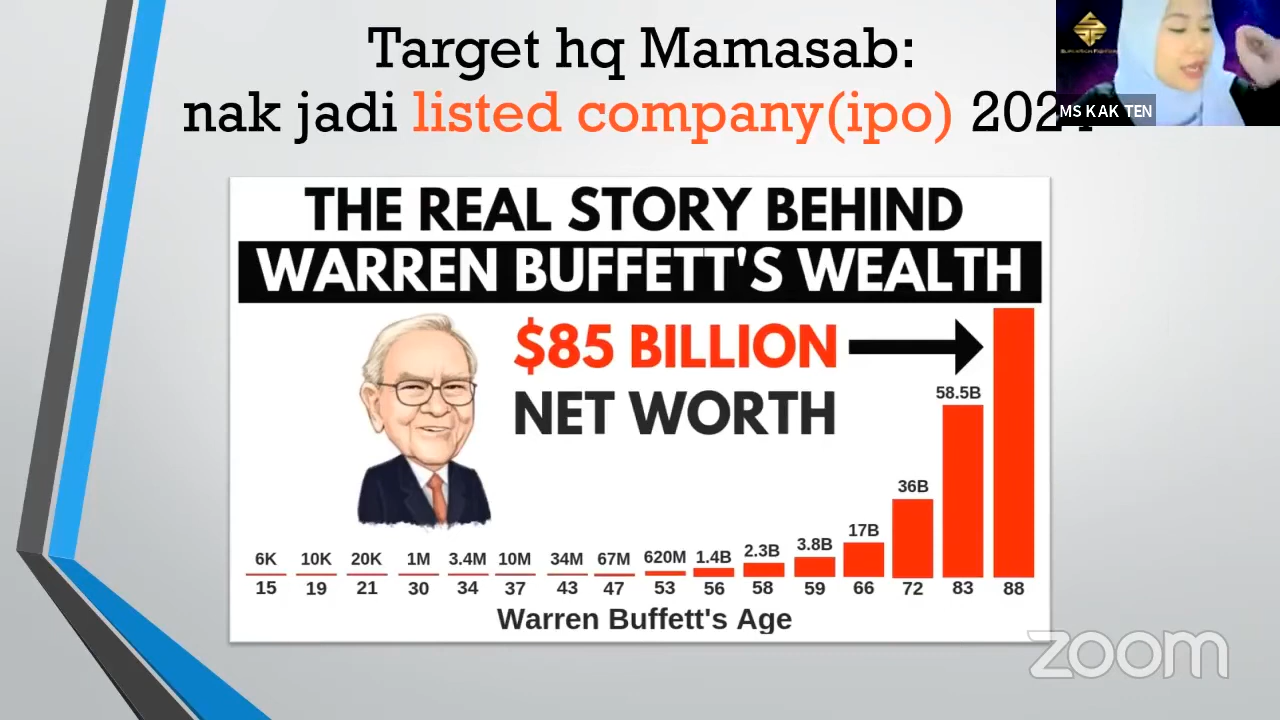 Target hq Mamasab:
nak jadi listed company(ipo)
MS KAK TEN
THE REAL STORY BEHIND
WARREN BUFFETT'S WEALTH
$85 BILLION
NET WORTH
6K 10K 20K 1M 3.4M 10M 34M 67M 620M 1.4B 2.3B 3.8B 17B 36B 58.5B
15 19 21 30 34 37 43 47 53 56 58 59 66 72 83 88
Warren Buffett's Age
zoom